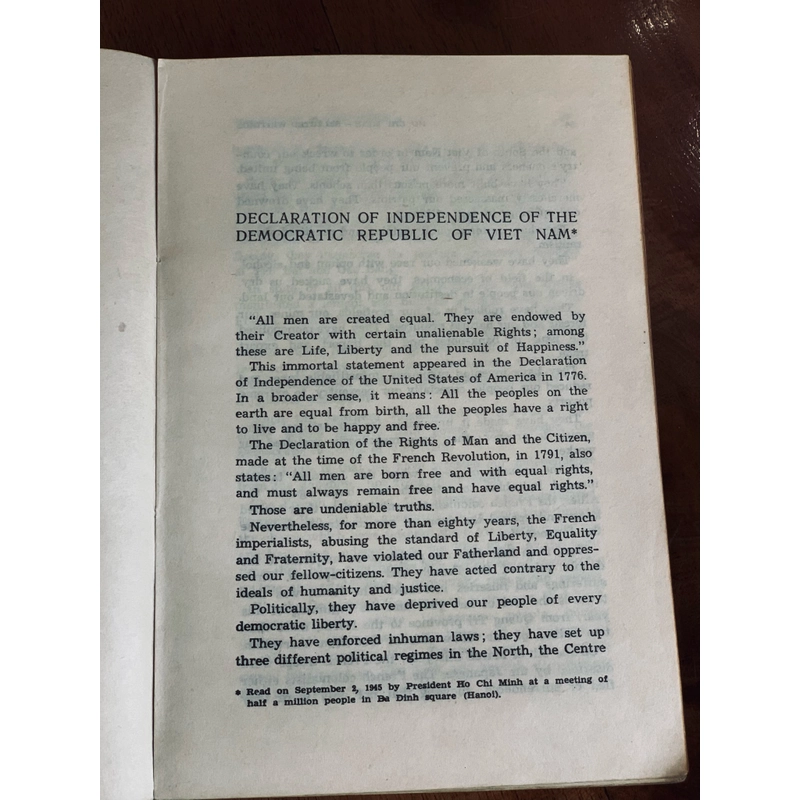 DECLARATION OF INDEPENDENCE OF THE
DEMOCRATIC REPUBLIC OF VIET NAM*
"All men are created equal. They are endowed by
their Creator with certain unalienable Rights; among
these are Life, Liberty and the pursuit of Happiness."
This immortal statement appeared in the Declaration
of Independence of the United States of America in 1776.
In a broader sense, it means: All the peoples on the
earth are equal from birth, all the peoples have a right
to live and to be happy and free.
The Declaration of the Rights of Man and the Citizen,
made at the time of the French Revolution, in 1791, also
states: "All men are born free and with equal rights,
and must always remain free and have equal rights."
Those are undeniable truths.
Nevertheless, for more than eighty years, the French
imperialists, abusing the standard of Liberty, Equality
and Fraternity, have violated our Fatherland and oppres-
sed our fellow-citizens. They have acted contrary to the
ideals of humanity and justice.
Politically, they have deprived our people of every
democratic liberty.
They have enforced inhuman laws; they have set up
three different political regimes in the North, the Centre
* Read on September 2, 1945 by President Ho Chi Minh at a meeting of
half a million people in Ba Dinh square (Hanoi).